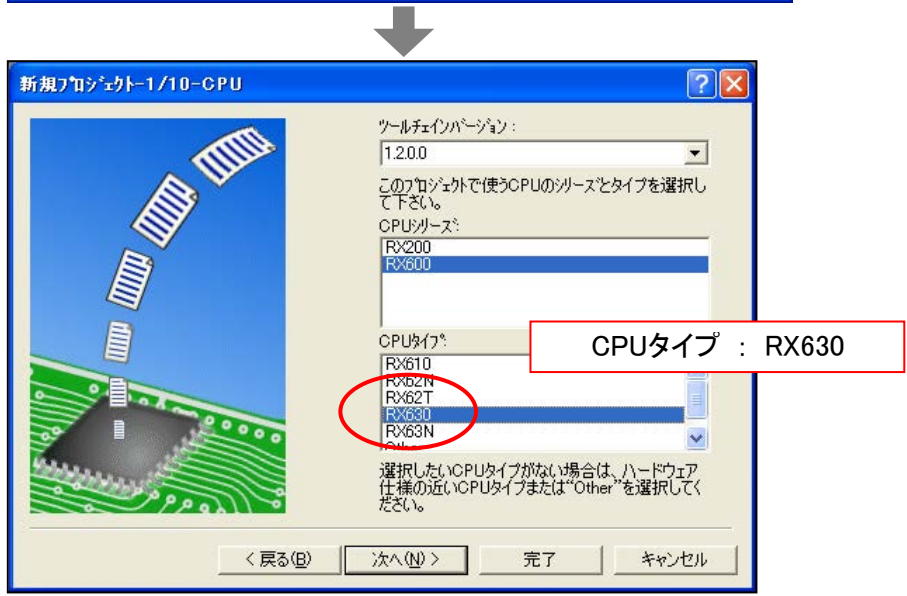 新規プロジェクト-1/10-CPU
ツールチェインバージョン:
1.2.0.0
このプロジェクトで使うCPUのシリーズとタイプを選択し
て下さい。
CPUシリーズ:
RX200
RX600
CPUタイプ:
CPUタイプ : RX630
RX610
RX62N
RX62T
RX630
RX63N
Other
選択したいCPUタイプがない場合は、ハードウェア
仕様の近いCPUタイプまたは"Other"を選択してく
ださい。
< 戻る(B)
次へ(N) >
完了
キャンセル